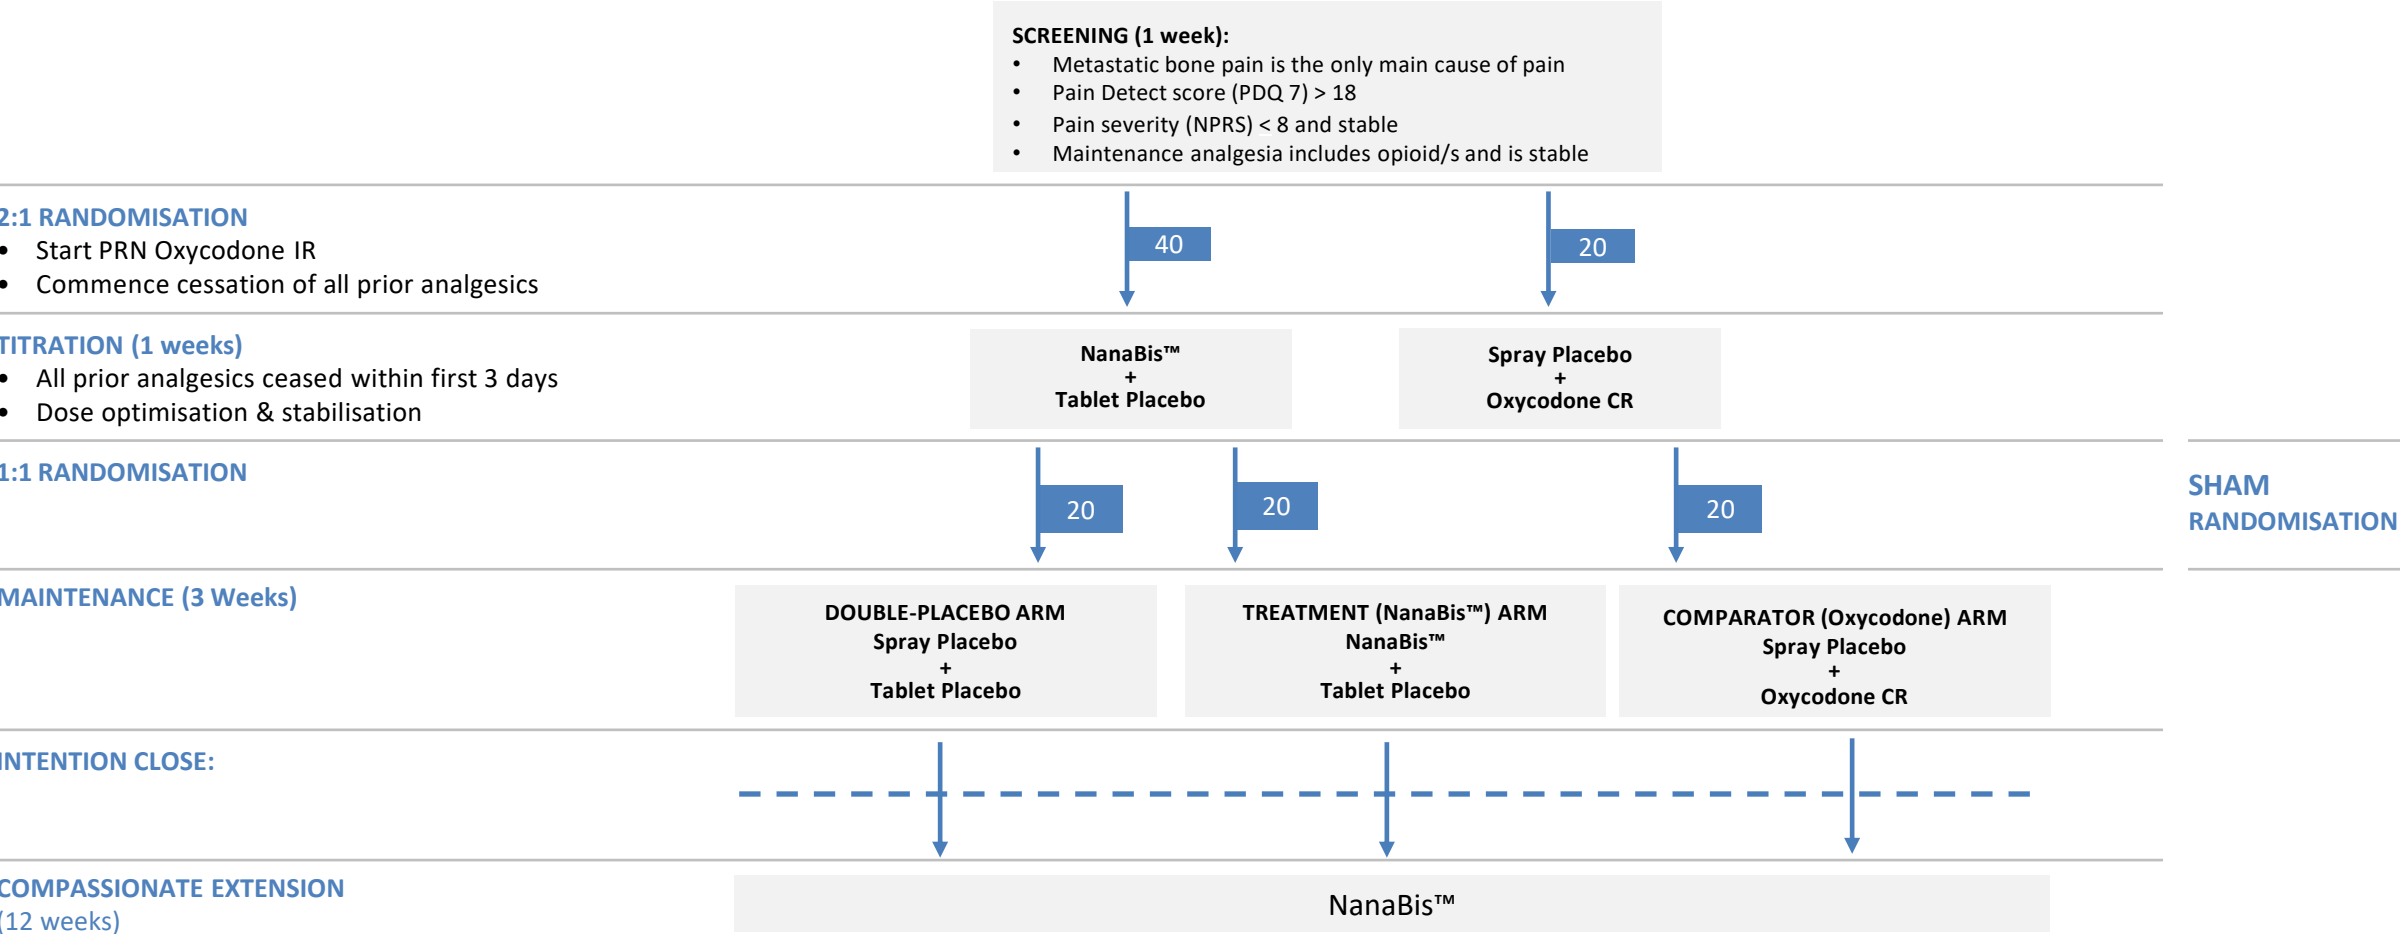 SCREENING (1 week):
• Metastatic bone pain is the only main cause of pain
• Pain Detect score (PDQ 7) > 18
• Pain severity (NPRS) < 8 and stable
• Maintenance analgesia includes opioid/s and is stable
2:1 RANDOMISATION
• Start PRN Oxycodone IR
• Commence cessation of all prior analgesics
40
20
TITRATION (1 weeks)
• All prior analgesics ceased within first 3 days
• Dose optimisation & stabilisation
NanaBis™
+
Tablet Placebo
Spray Placebo
+
Oxycodone CR
1:1 RANDOMISATION
20
20
20
SHAM
RANDOMISATION
MAINTENANCE (3 Weeks)
DOUBLE-PLACEBO ARM
Spray Placebo
+
Tablet Placebo
TREATMENT (NanaBis™) ARM
NanaBis™
+
Tablet Placebo
COMPARATOR (Oxycodone) ARM
Spray Placebo
+
Oxycodone CR
INTENTION CLOSE:
COMPASSIONATE EXTENSION
(12 weeks)
NanaBis™